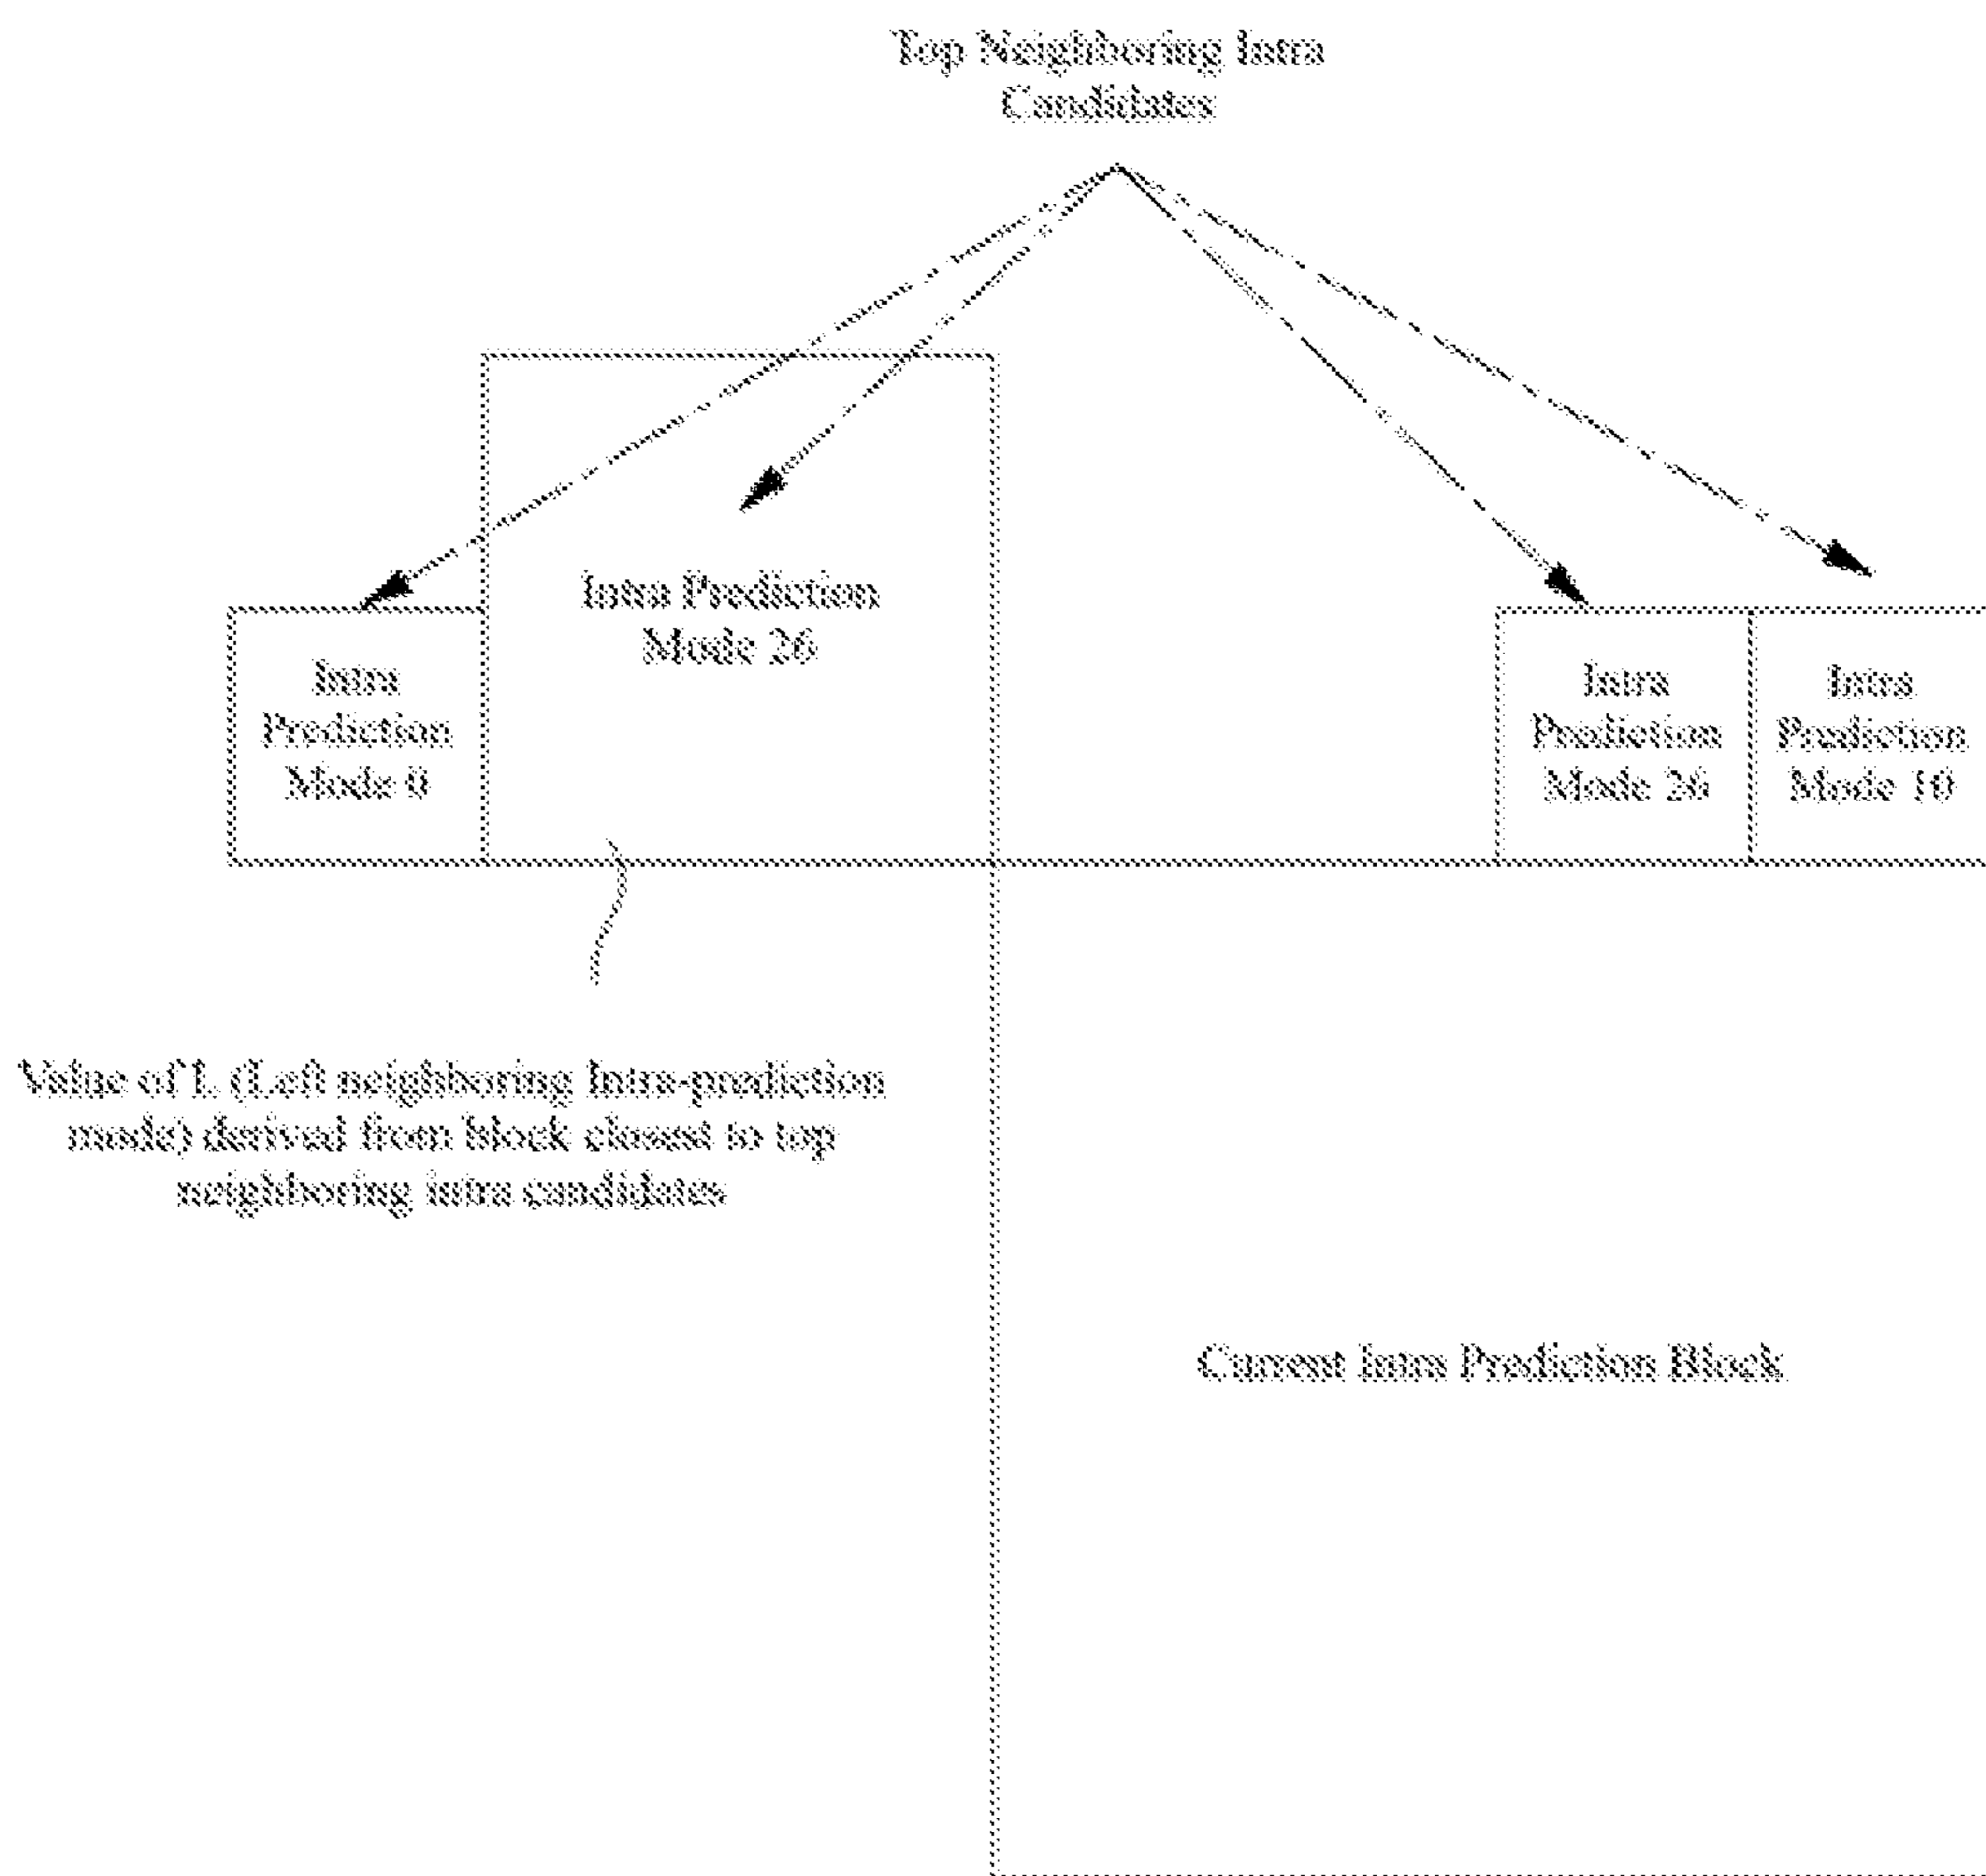 Top Neighboring Intra
Candidates
Intra Prediction
Mode 26
Intra
Prediction
Mode 0
Intra
Prediction
Mode 26
Intra
Prediction
Mode 10
Value of L (Left neighboring Intra-prediction
mode) derived from block closest to top
neighboring intra candidates
Current Intra Prediction Block